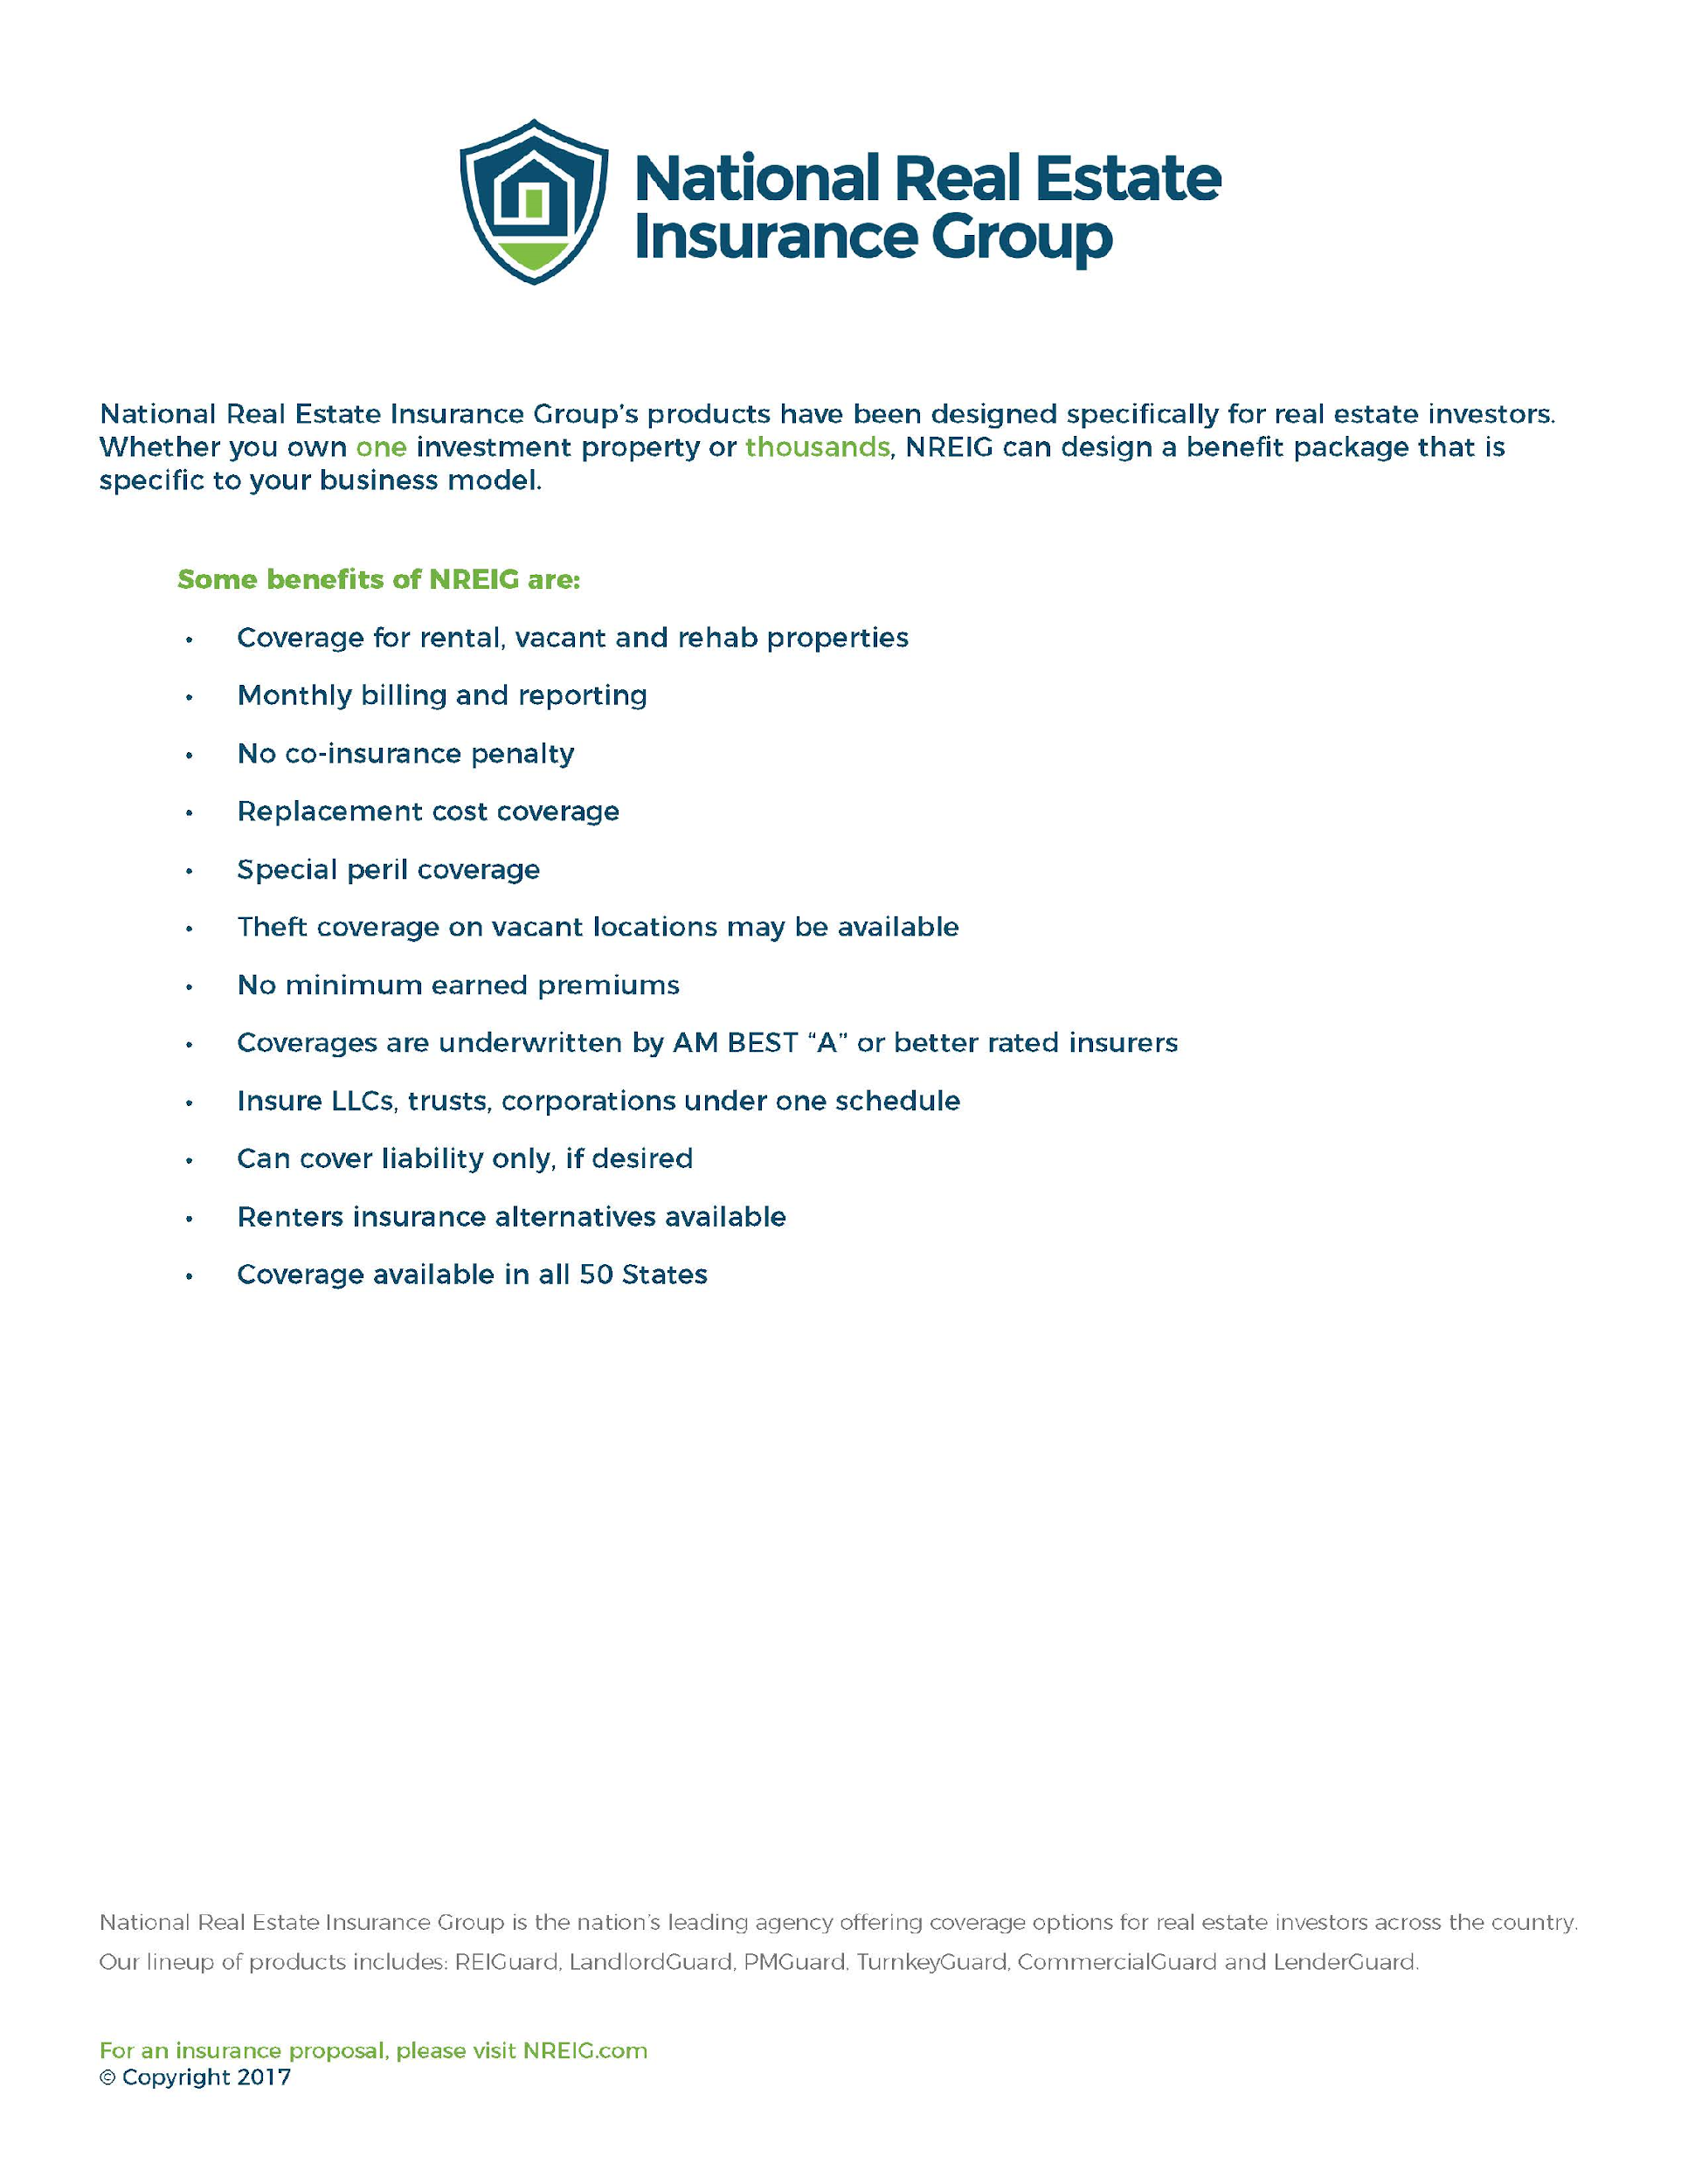 National Real Estate
Insurance Group
National Real Estate Insurance Group’s products have been designed specifically for real estate investors.
Whether you own one investment property or thousands, NREIG can design a benefit package that is
specific to your business model.
Some benefits of NREIG are:
• Coverage for rental, vacant and rehab properties
• Monthly billing and reporting
• No co-insurance penalty
• Replacement cost coverage
• Special peril coverage
• Theft coverage on vacant locations may be available
• No minimum earned premiums
• Coverages are underwritten by AM BEST “A” or better rated insurers
• Insure LLCs, trusts, corporations under one schedule
• Can cover liability only, if desired
• Renters insurance alternatives available
• Coverage available in all 50 States
National Real Estate Insurance Group is the nation’s leading agency offering coverage options for real estate investors across the country.
Our lineup of products includes: REIGuard, LandlordGuard, PMGuard, TurnkeyGuard, CommercialGuard and LenderGuard.
For an insurance proposal, please visit NREIG.com
© Copyright 2017